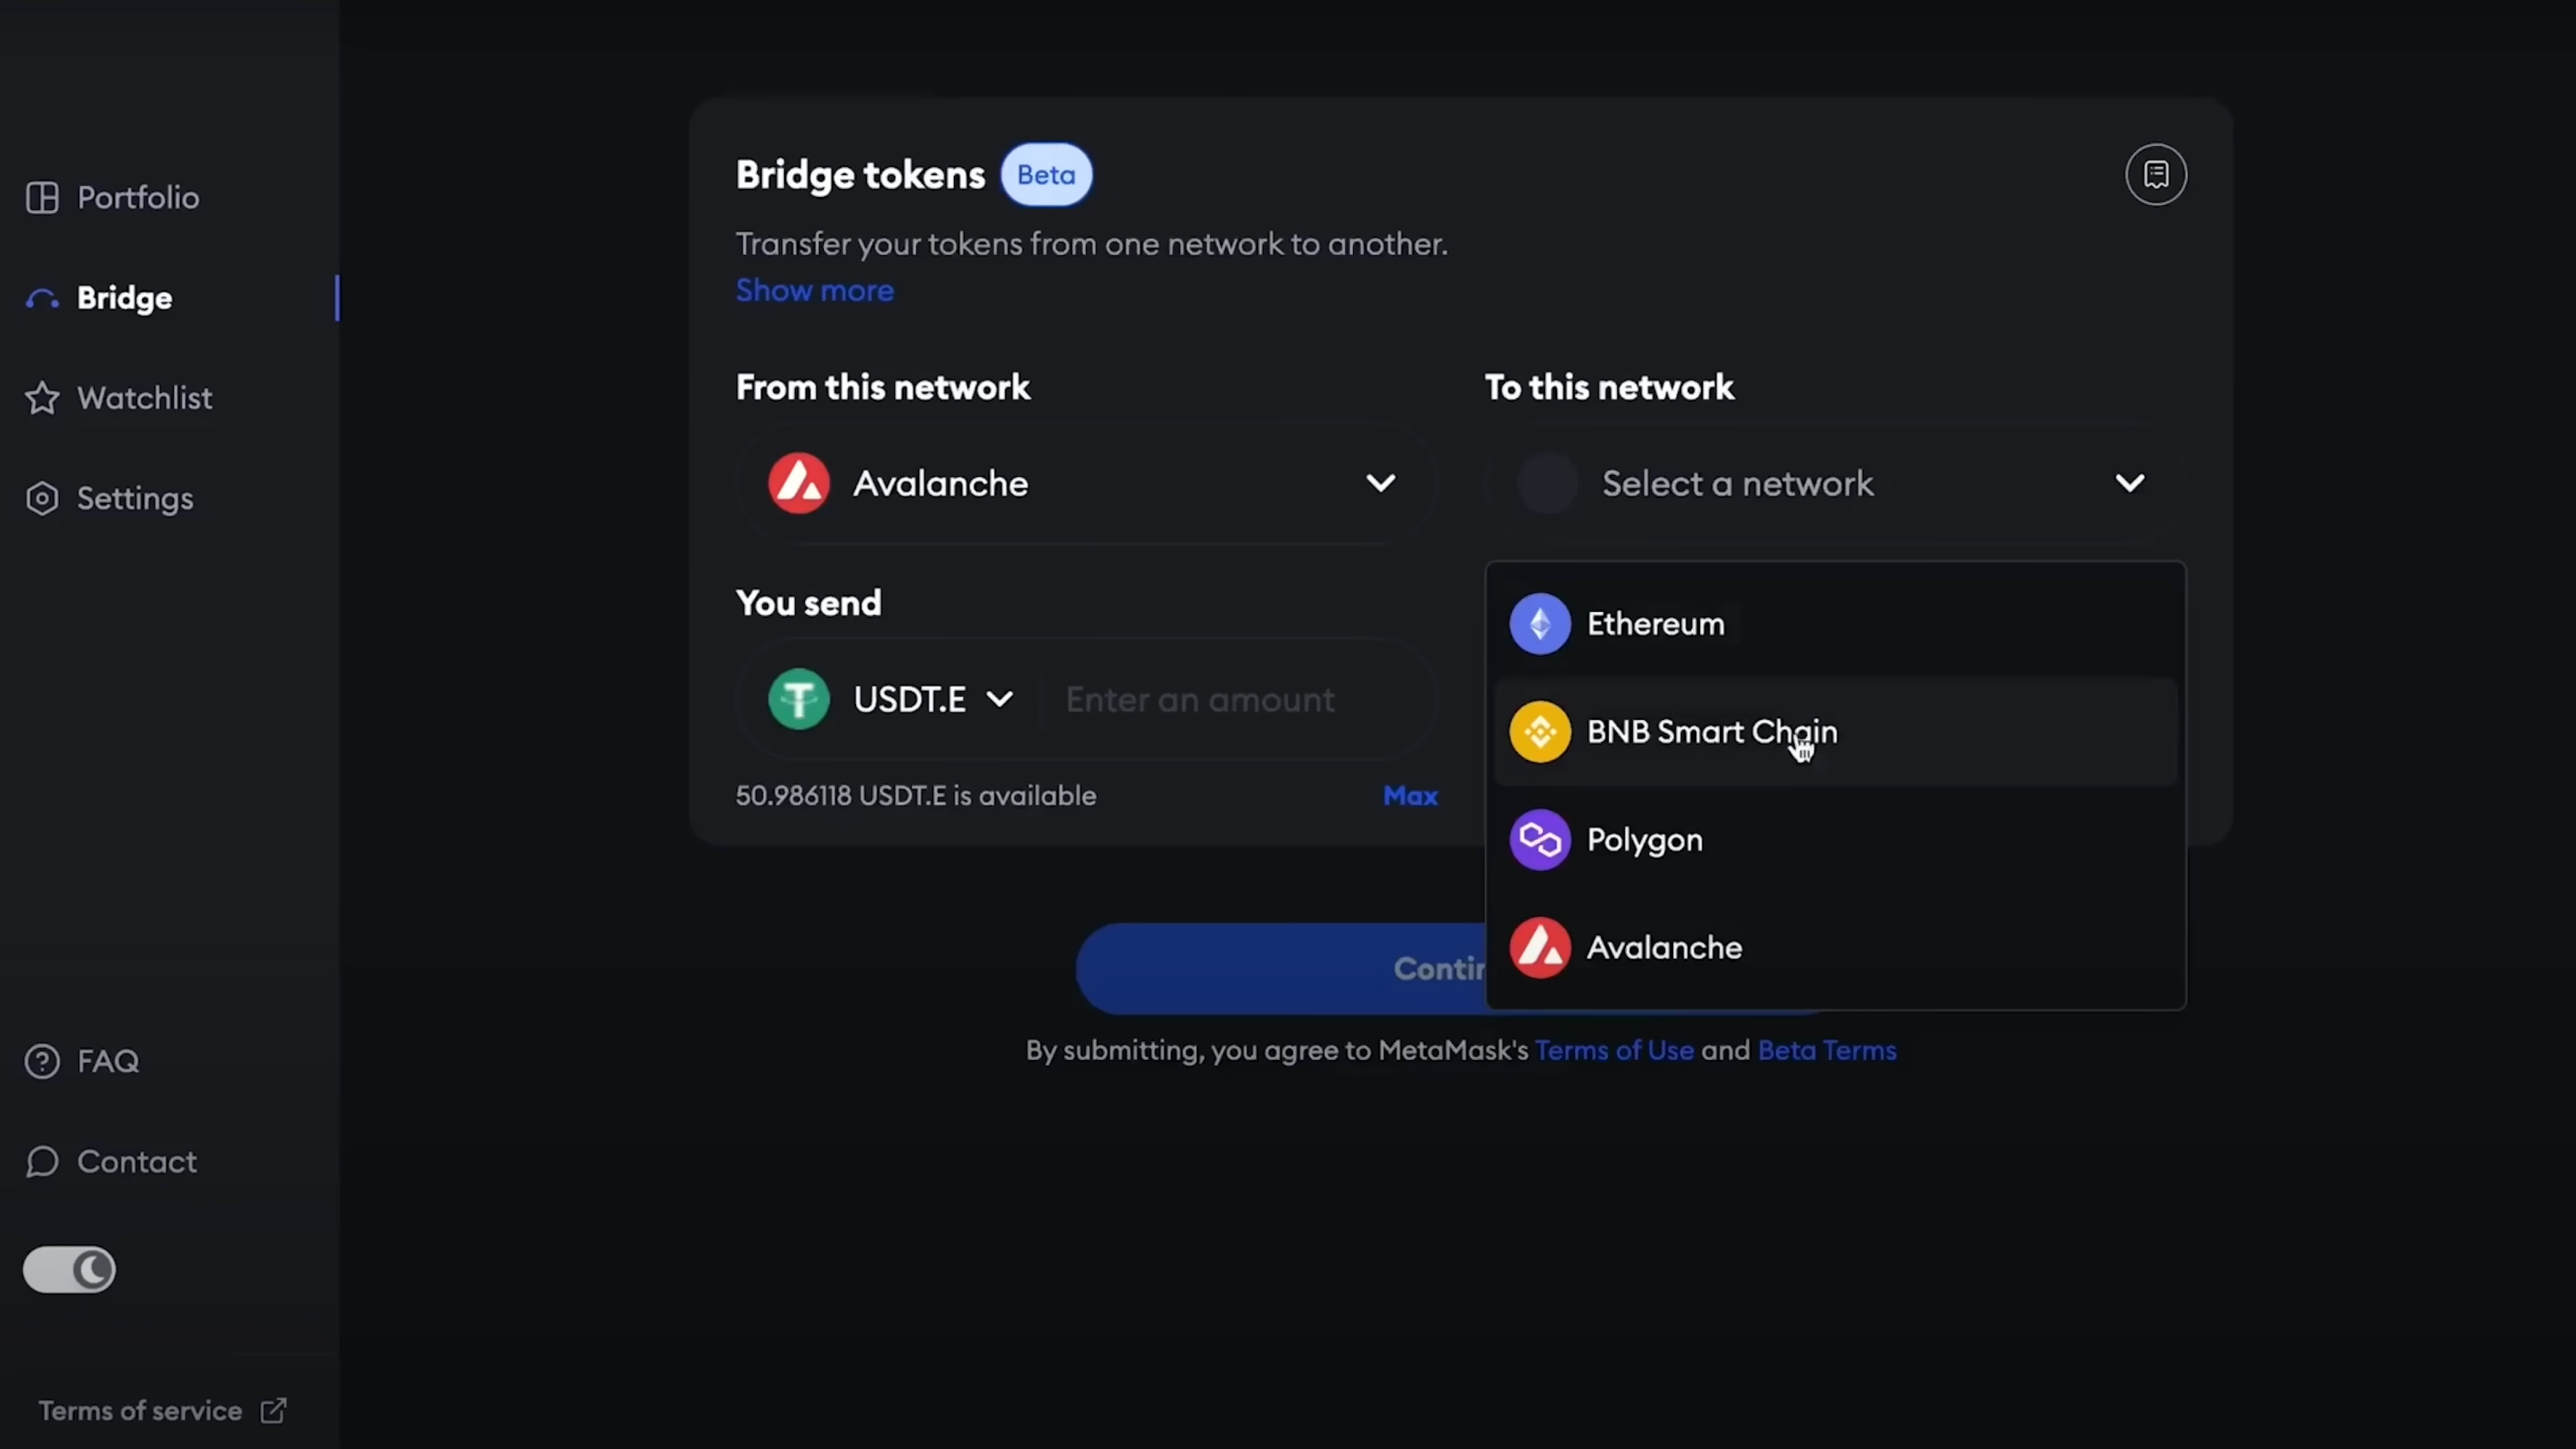 Portfolio
Bridge
Watchlist
Settings
FAQ
Contact
Terms of service
Bridge tokens Beta
Transfer your tokens from one network to another.
Show more
From this network
Avalanche
To this network
Select a network
You send
USDT.E Enter an amount
50.986118 USDT.E is available Max
Ethereum
BNB Smart Chain
Polygon
Avalanche
By submitting, you agree to MetaMask's Terms of Use and Beta Terms